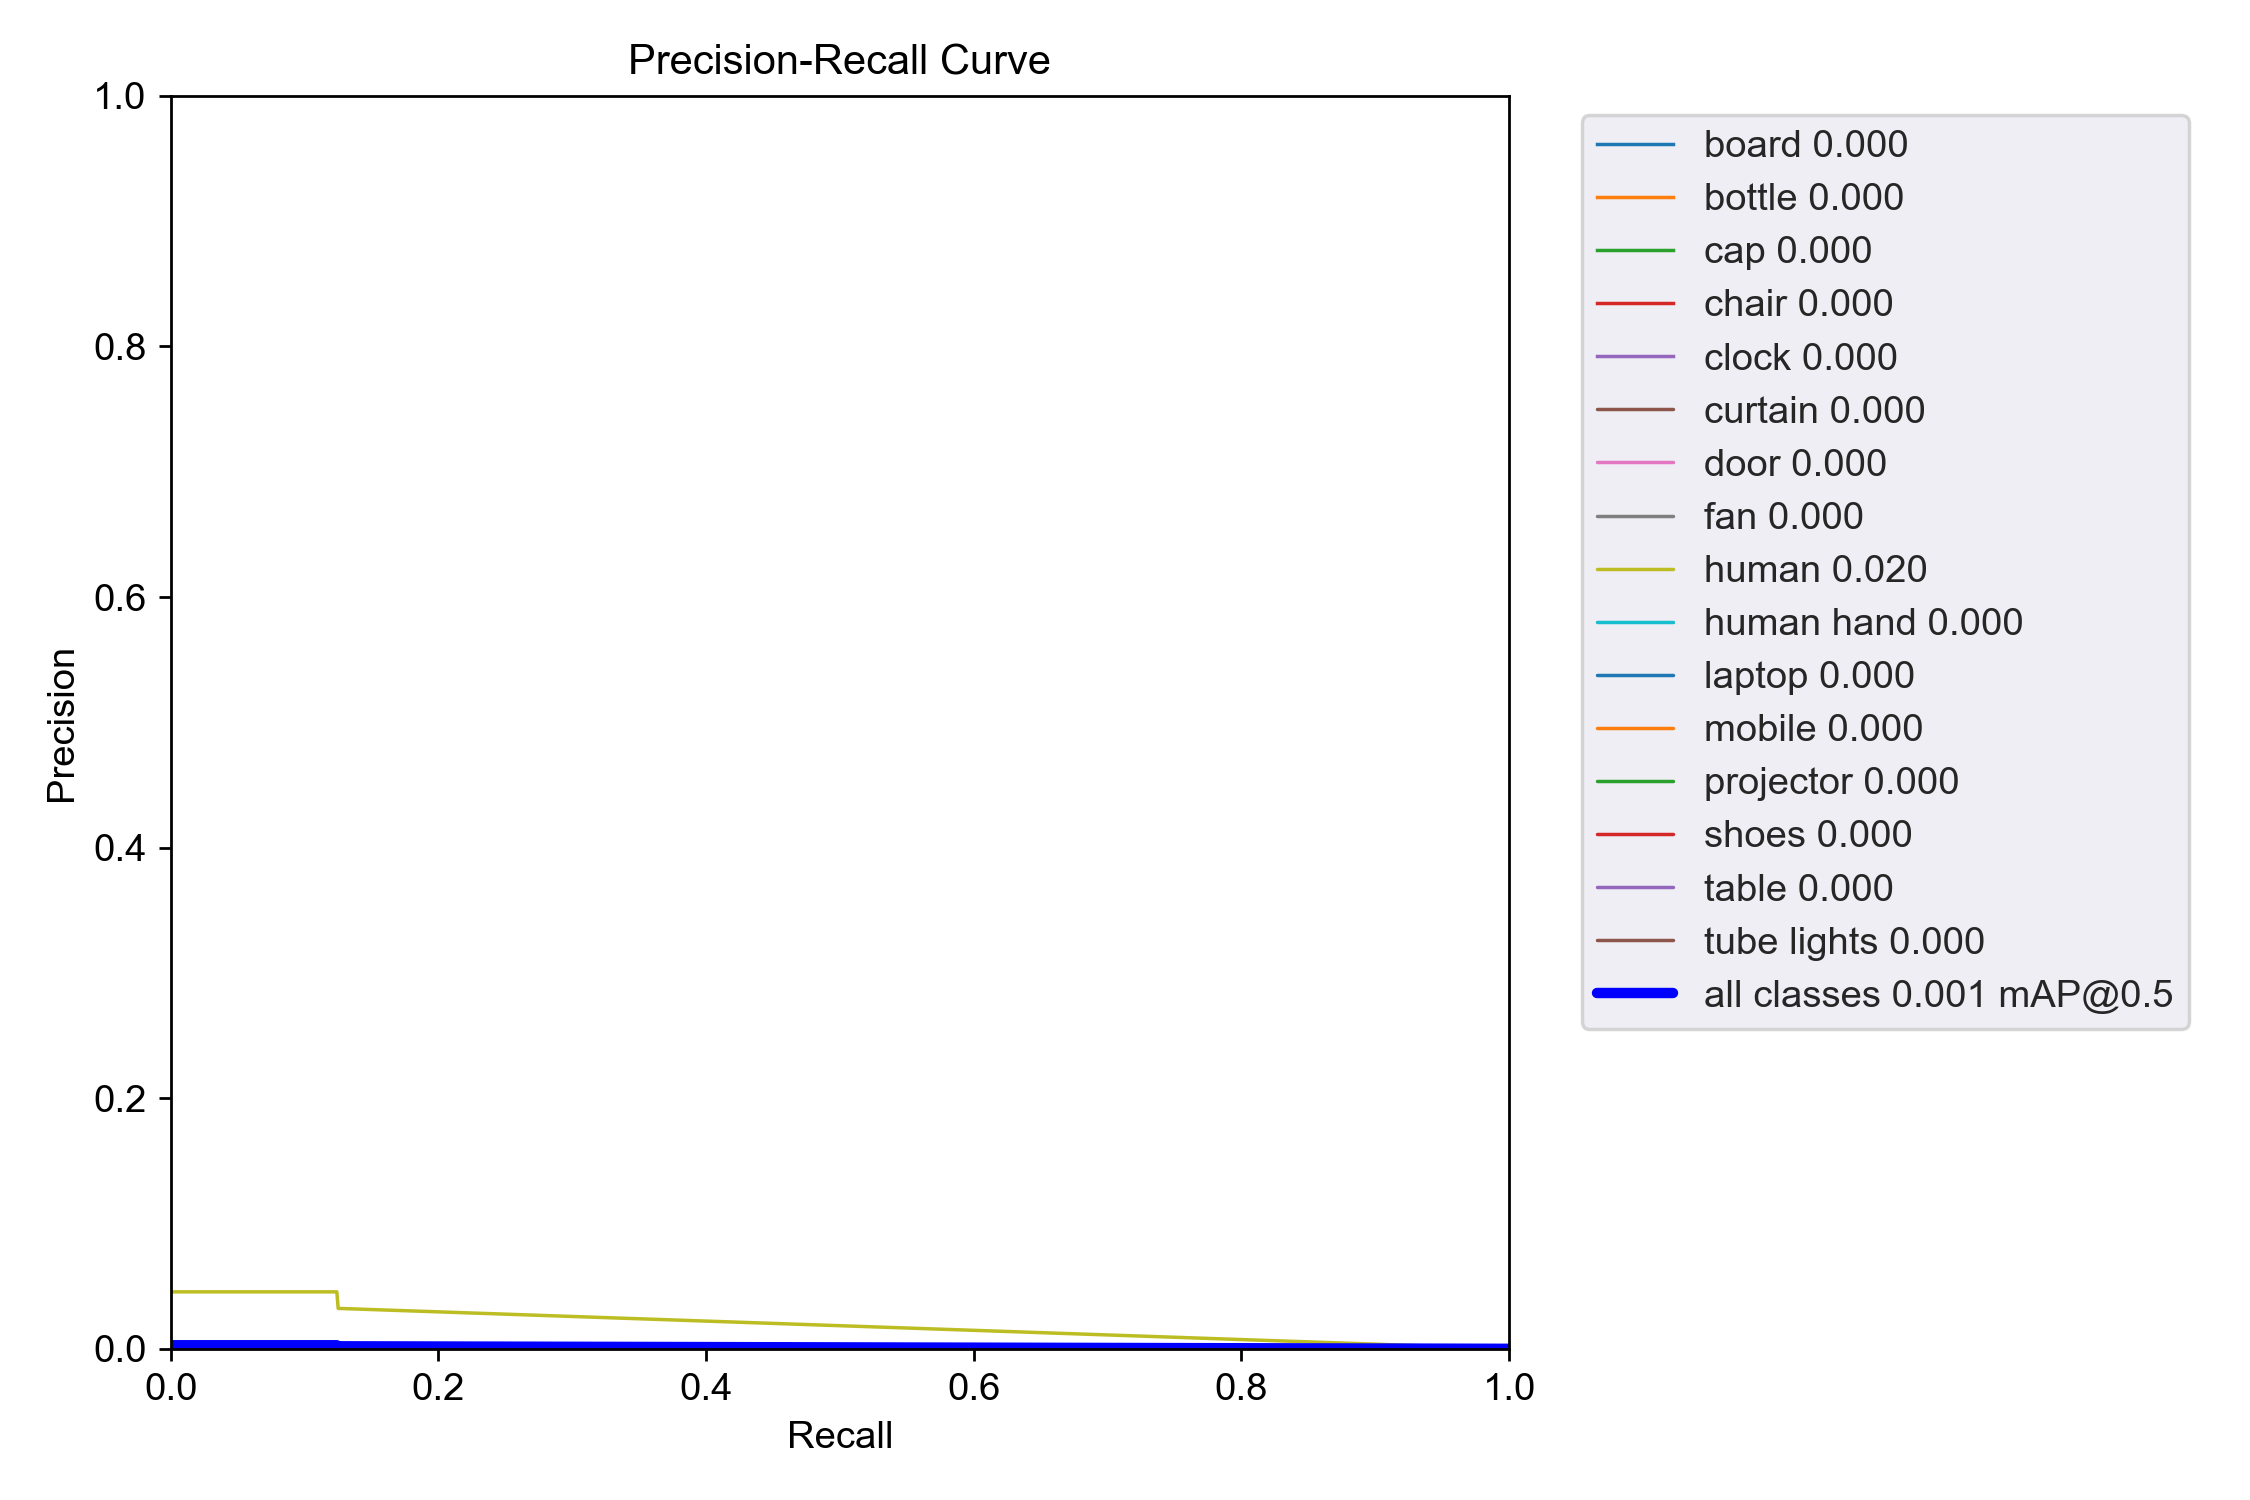 Precision-Recall Curve
1.0
0.8
0.6
0.4
0.2
0.0
Precision
0.0 0.2 0.4 0.6 0.8 1.0
Recall
board 0.000
bottle 0.000
cap 0.000
chair 0.000
clock 0.000
curtain 0.000
door 0.000
fan 0.000
human 0.020
human hand 0.000
laptop 0.000
mobile 0.000
projector 0.000
shoes 0.000
table 0.000
tube lights 0.000
all classes 0.001 mAP@0.5